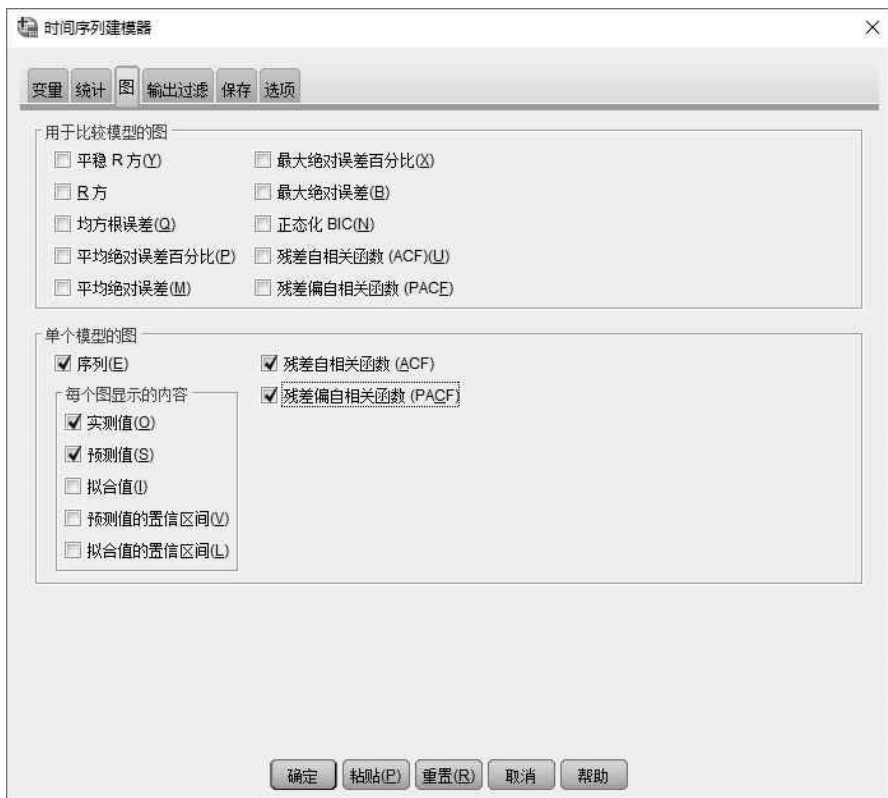 时间序列建模器
变量 统计 图 输出过滤 保存 选项
用于比较模型的图
平稳 R 方(Y)
R方
均方根误差(Q)
平均绝对误差百分比(P)
平均绝对误差(M)
最大绝对误差百分比(X)
最大绝对误差(B)
正态化 BIC(N)
残差自相关函数 (ACF)(U)
残差偏自相关函数 (PACF)
单个模型的图
序列(E)
每个图显示的内容
实测值(O)
预测值(S)
拟合值(I)
预测值的置信区间(V)
拟合值的置信区间(L)
残差自相关函数 (ACF)
残差偏自相关函数 (PACF)
确定 粘贴(P) 重置(R) 取消 帮助